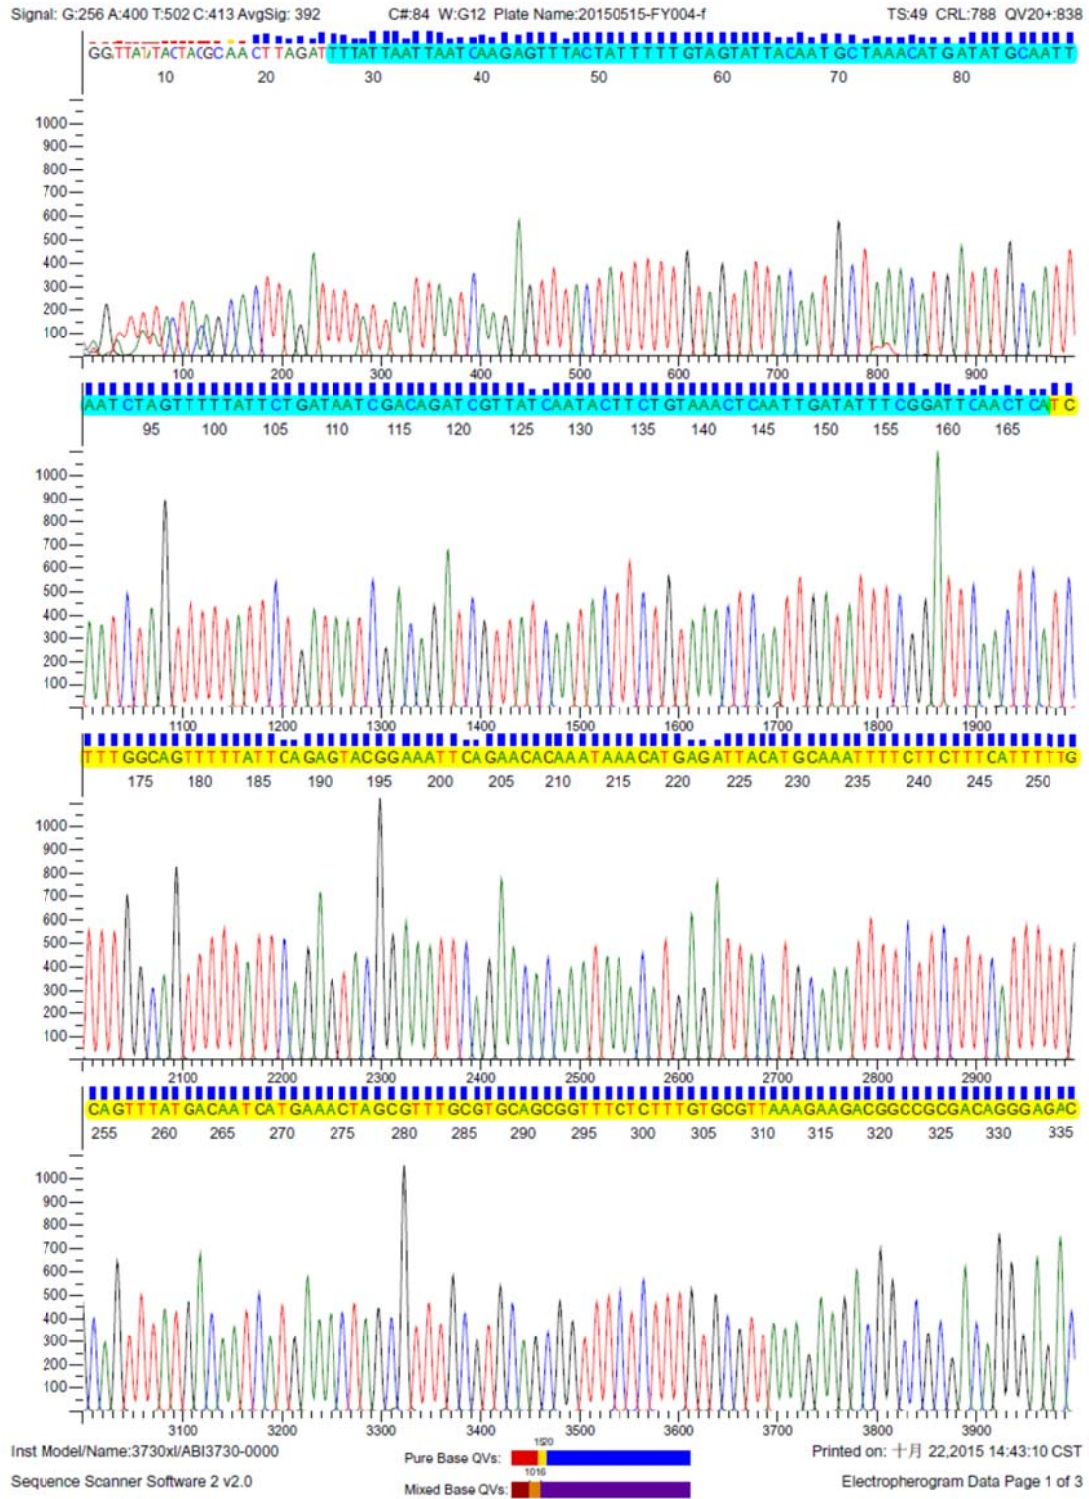 Signal: G:256 A:400 T:502 C:413 AvgSig: 392 C#:84 W:G12 Plate Name:20150515-FY004-f TS:49 CRL:788 QV20+:838
10 20 30 40 50 60 70 80
1000
900
800
700
600
500
400
300
200
100
100 200 300 400 500 600 700 800 900
AATCTAGTTTTTATTCTGATAATCGACAGATCGTTATCAATACTTCTGTAAACTCAATTGATATTTCGGATTCAACTCATC
95 100 105 110 115 120 125 130 135 140 145 150 155 160 165
1000
900
800
700
600
500
400
300
200
100
1100 1200 1300 1400 1500 1600 1700 1800 1900
TTTGGCAGTTTTTATTCAGAGTACGGAAATTCAGAACACAAATAAACATGAGATTACATGCAAATTTTCTTCTTTCATTTTTG
175 180 185 190 195 200 205 210 215 220 225 230 235 240 245 250
1000
900
800
700
600
500
400
300
200
100
2100 2200 2300 2400 2500 2600 2700 2800 2900
CAGTTTATGACAATCATGAAACTAGCGTTTGCGTGCAGCGGTTTCTCTTTGTGCGTTAAAGAAGACGGCCGCGACAGGGAGAC
255 260 265 270 275 280 285 290 295 300 305 310 315 320 325 330 335
1000
900
800
700
600
500
400
300
200
100
3100 3200 3300 3400 3500 3600 3700 3800 3900
Inst Model/Name:3730xl/ABI3730-0000 Pure Base QVs: 1520 Printed on: 十月 22,2015 14:43:10 CST
Sequence Scanner Software 2 v2.0 Mixed Base QVs: 1016 Electropherogram Data Page 1 of 3